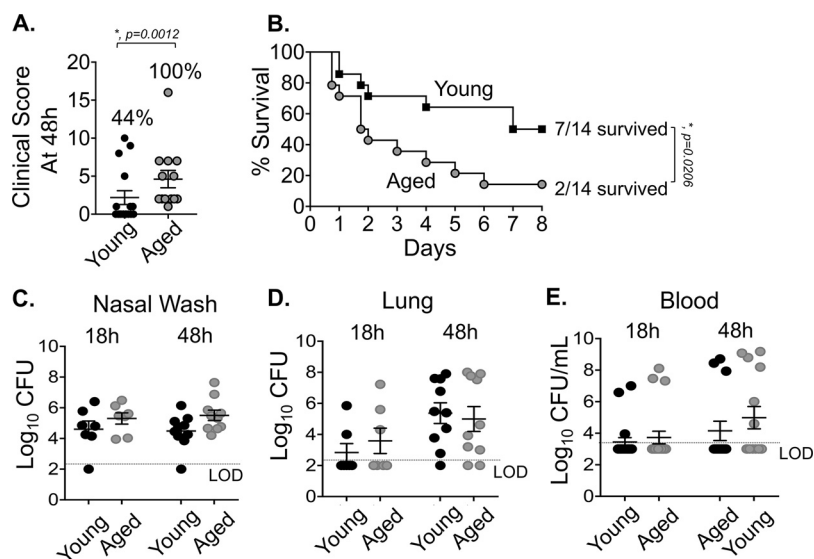 A.
*, p=0.0012
Clinical Score
At 48h
20
15
10
5
0
44%
100%
Young
Aged
B.
% Survival
100
80
60
40
20
0
Young
Aged
7/14 survived
2/14 survived
*, p=0.0206
0 1 2 3 4 5 6 7 8
Days
C.
Nasal Wash
18h 48h
Log10 CFU
10
8
6
4
2
0
LOD
Young Aged Young Aged
D.
Lung
18h 48h
Log10 CFU
10
8
6
4
2
0
LOD
Young Aged Young Aged
E.
Blood
18h 48h
Log10 CFU/mL
10
8
6
4
2
0
LOD
Young Aged Aged Young